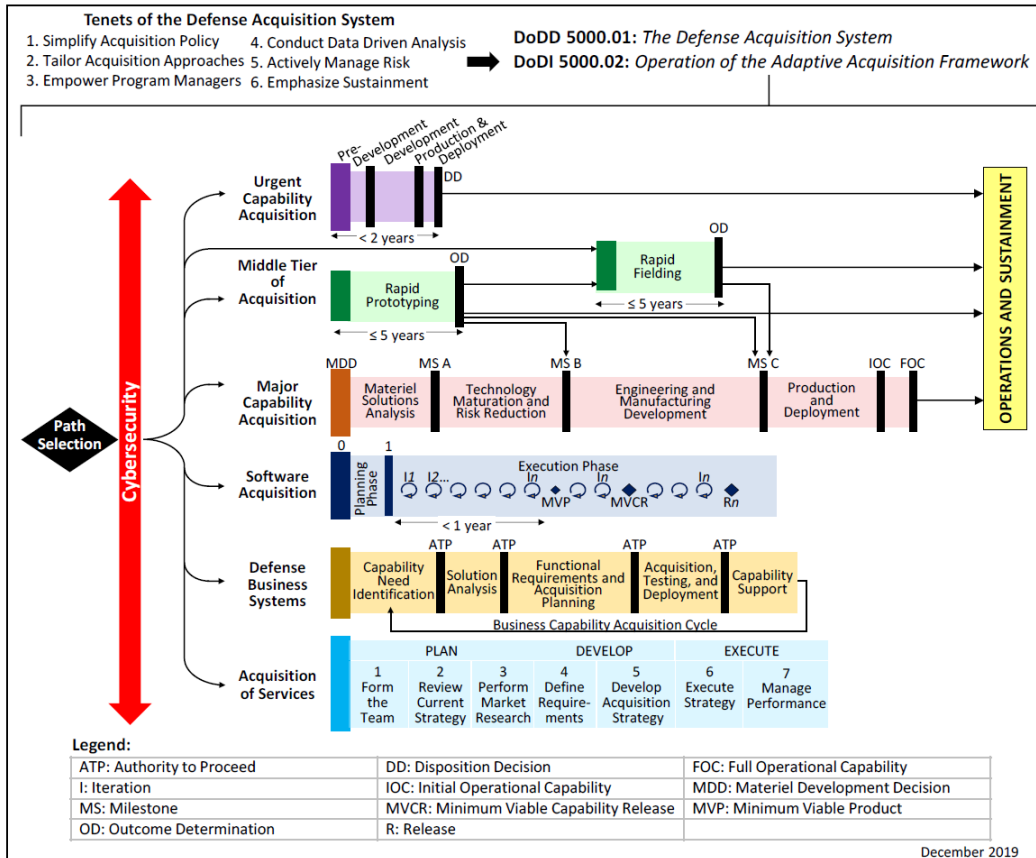 Tenets of the Defense Acquisition System
1. Simplify Acquisition Policy
2. Tailor Acquisition Approaches
3. Empower Program Managers
4. Conduct Data Driven Analysis
5. Actively Manage Risk
6. Emphasize Sustainment
DoDD 5000.01: The Defense Acquisition System
DoDI 5000.02: Operation of the Adaptive Acquisition Framework
Path
Selection
Cybersecurity
Urgent
Capability
Acquisition
Pre-
Development
Development
Production &
Deployment
DD
< 2 years
Middle Tier
of
Acquisition
Rapid
Prototyping
OD
≤ 5 years
Rapid
Fielding
OD
≤ 5 years
Major
Capability
Acquisition
MDD
MS A
MS B
MS C
IOC
FOC
Materiel
Solutions
Analysis
Technology
Maturation and
Risk Reduction
Engineering and
Manufacturing
Development
Production
and
Deployment
OPERATIONS AND SUSTAINMENT
Software
Acquisition
0
1
Planning
Phase
Execution Phase
I1 I2... In In In
MVP MVCR Rn
< 1 year
Defense
Business
Systems
ATP ATP ATP ATP
Capability
Need
Identification
Solution
Analysis
Functional
Requirements and
Acquisition
Planning
Acquisition,
Testing, and
Deployment
Capability
Support
Business Capability Acquisition Cycle
Acquisition
of Services
PLAN DEVELOP EXECUTE
1
Form
the
Team
2
Review
Current
Strategy
3
Perform
Market
Research
4
Define
Require-
ments
5
Develop
Acquisition
Strategy
6
Execute
Strategy
7
Manage
Performance
Legend:
ATP: Authority to Proceed DD: Disposition Decision FOC: Full Operational Capability
I: Iteration IOC: Initial Operational Capability MDD: Materiel Development Decision
MS: Milestone MVCR: Minimum Viable Capability Release MVP: Minimum Viable Product
OD: Outcome Determination R: Release
December 2019